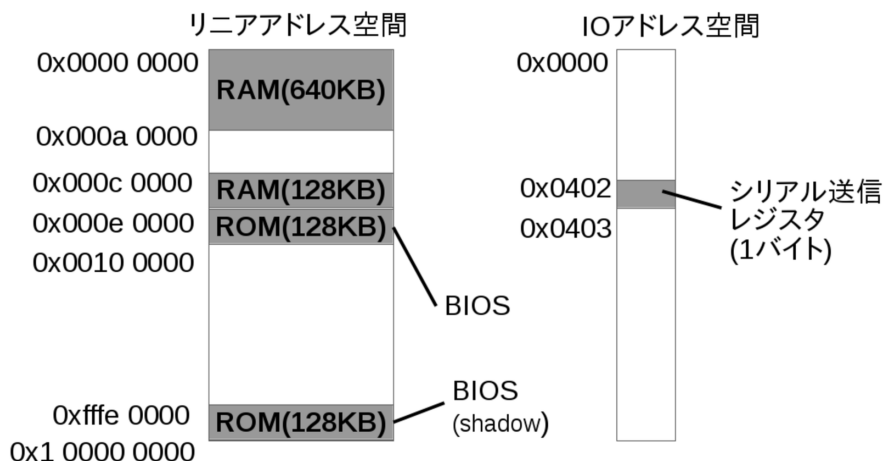 リニアアドレス空間
0x0000 0000
RAM(640KB)
0x000a 0000
0x000c 0000
RAM(128KB)
0x000e 0000
ROM(128KB)
0x0010 0000
BIOS
0xfffe 0000
ROM(128KB)
BIOS
(shadow)
0x1 0000 0000
IOアドレス空間
0x0000
0x0402
0x0403
シリアル送信
レジスタ
(1バイト)